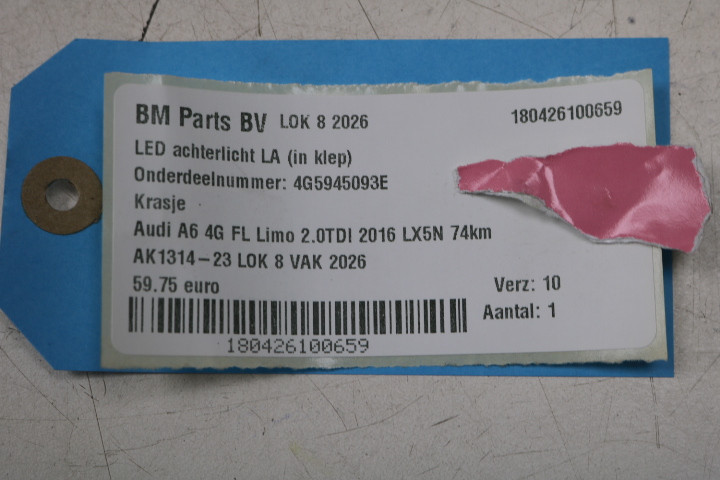 BM Parts BV LOK 8 2026 180426100659
LED achterlicht LA (in klep)
Onderdeelnummer: 4G5945093E
Krasje
Audi A6 4G FL Limo 2.0TDI 2016 LX5N 74km
AK1314-23 LOK 8 VAK 2026
59.75 euro Verz: 10
Aantal: 1
180426100659